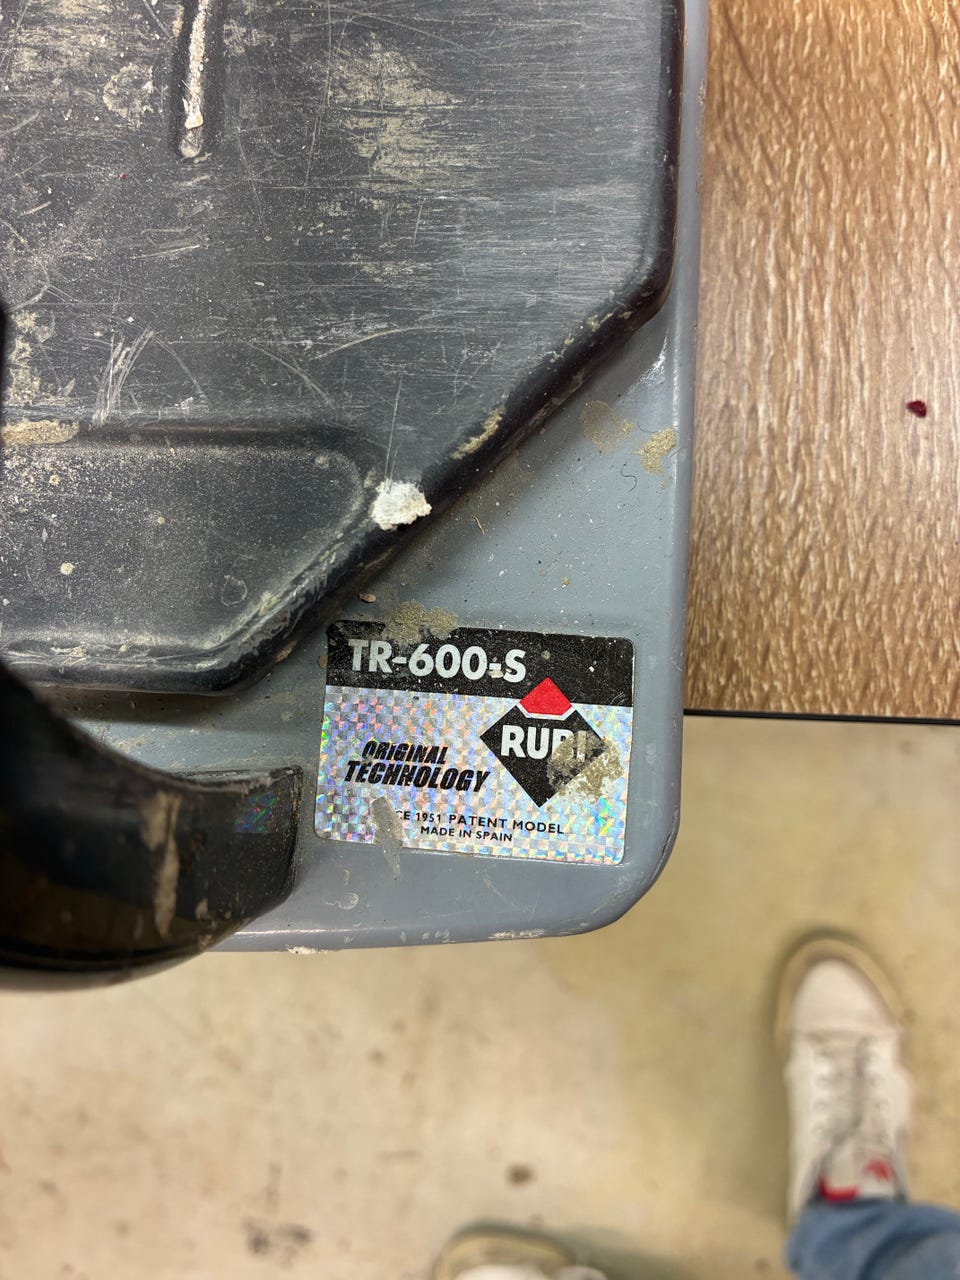 TR-600-S
RUBI
ORIGINAL
TECHNOLOGY
1951 PATENT MODEL
MADE IN SPAIN